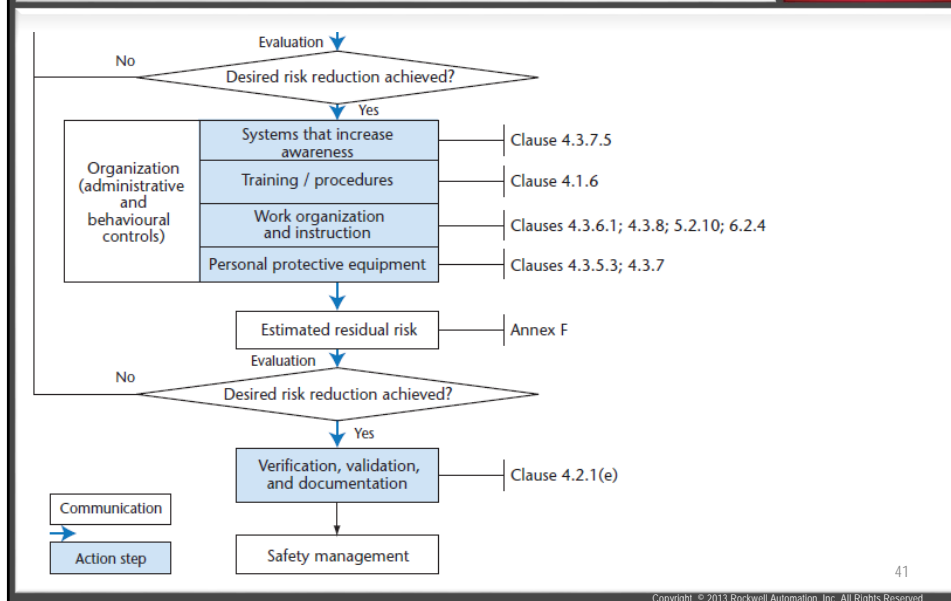 Evaluation
No
Desired risk reduction achieved?
Yes
Organization
(administrative
and
behavioural
controls)
Systems that increase
awareness
Clause 4.3.7.5
Training / procedures
Clause 4.1.6
Work organization
and instruction
Clauses 4.3.6.1; 4.3.8; 5.2.10; 6.2.4
Personal protective equipment
Clauses 4.3.5.3; 4.3.7
Estimated residual risk
Annex F
Evaluation
No
Desired risk reduction achieved?
Yes
Verification, validation,
and documentation
Clause 4.2.1(e)
Communication
Action step
Safety management
41
Copyright © 2013 Rockwell Automation, Inc. All Rights Reserved.